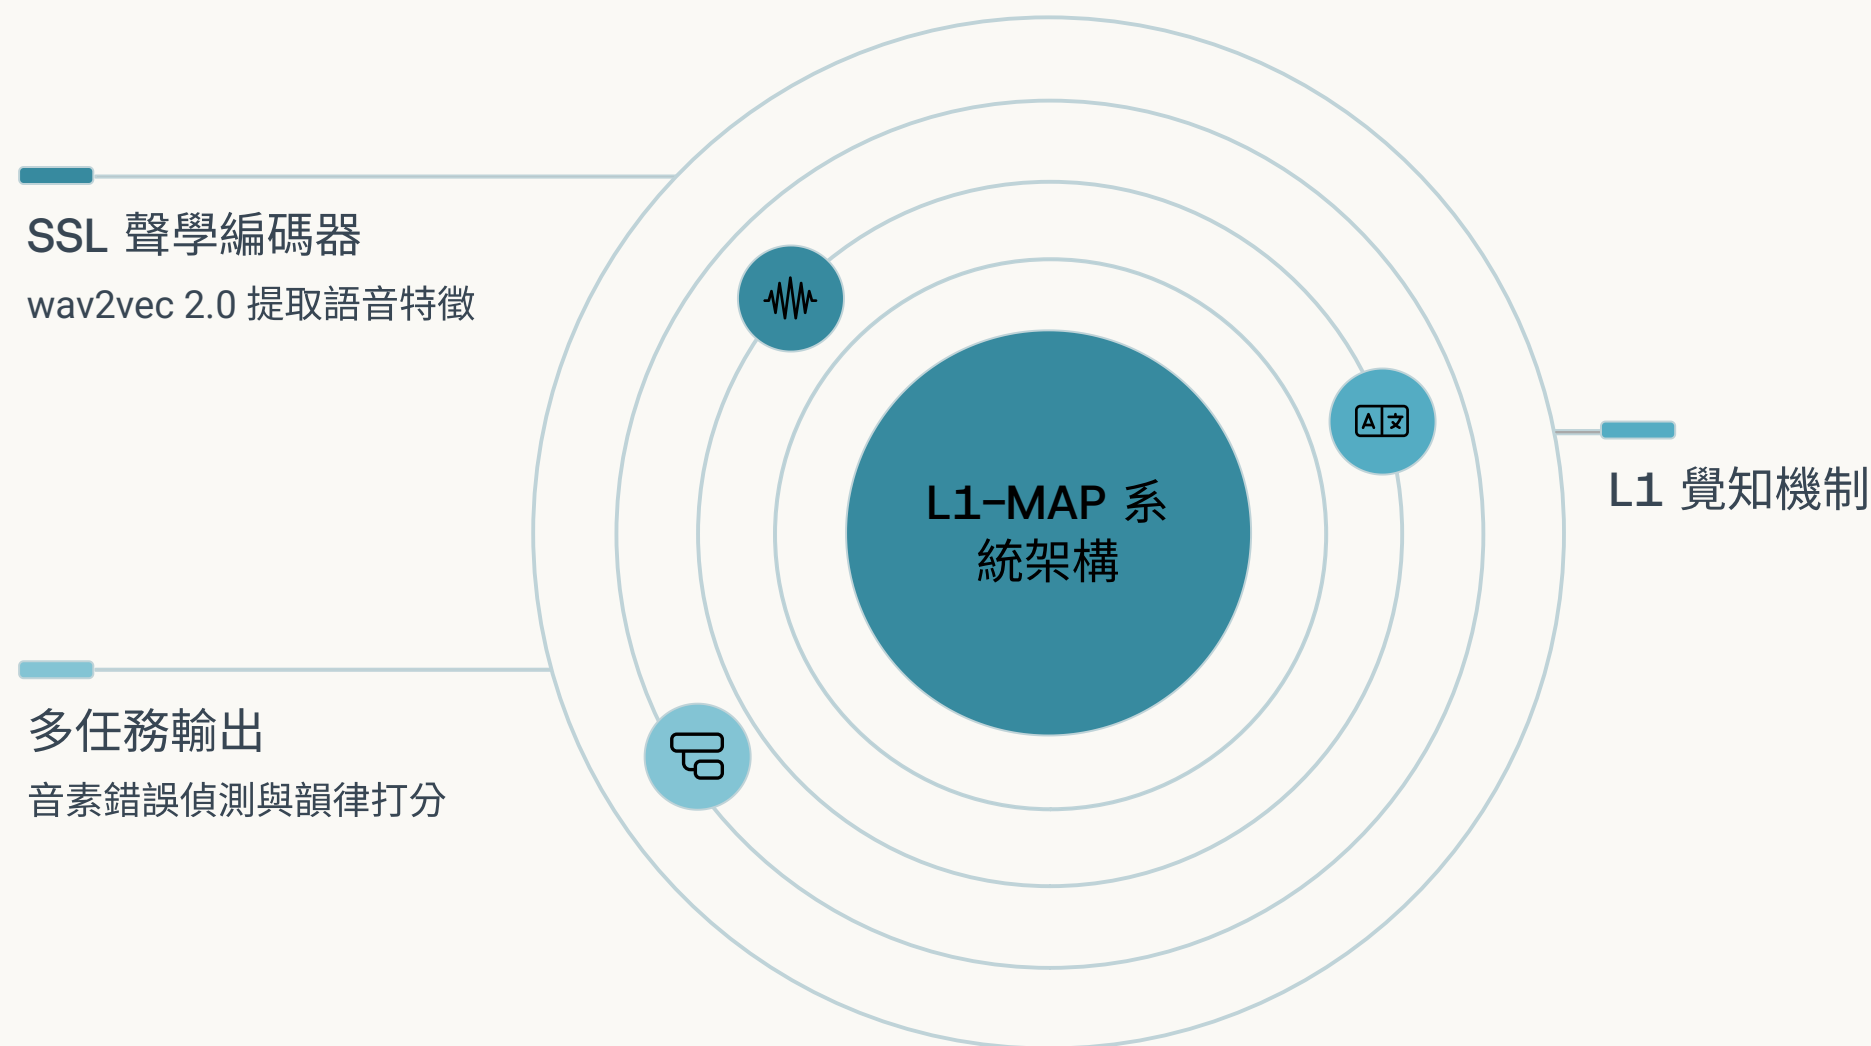 SSL 聲學編碼器
wav2vec 2.0 提取語音特徵
L1-MAP 系
統架構
L1 覺知機制
多任務輸出
音素錯誤偵測與韻律打分
A 文